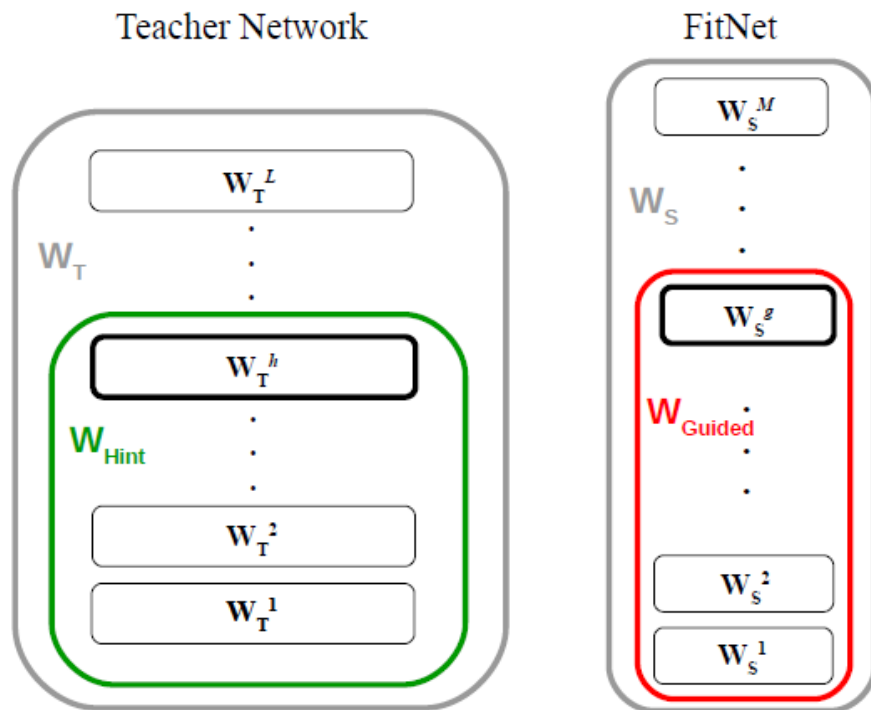 Teacher Network
W_T^L
W_T
W_T^h
W_Hint
W_T^2
W_T^1
FitNet
W_S^M
W_S
W_S^g
W_Guided
W_S^2
W_S^1